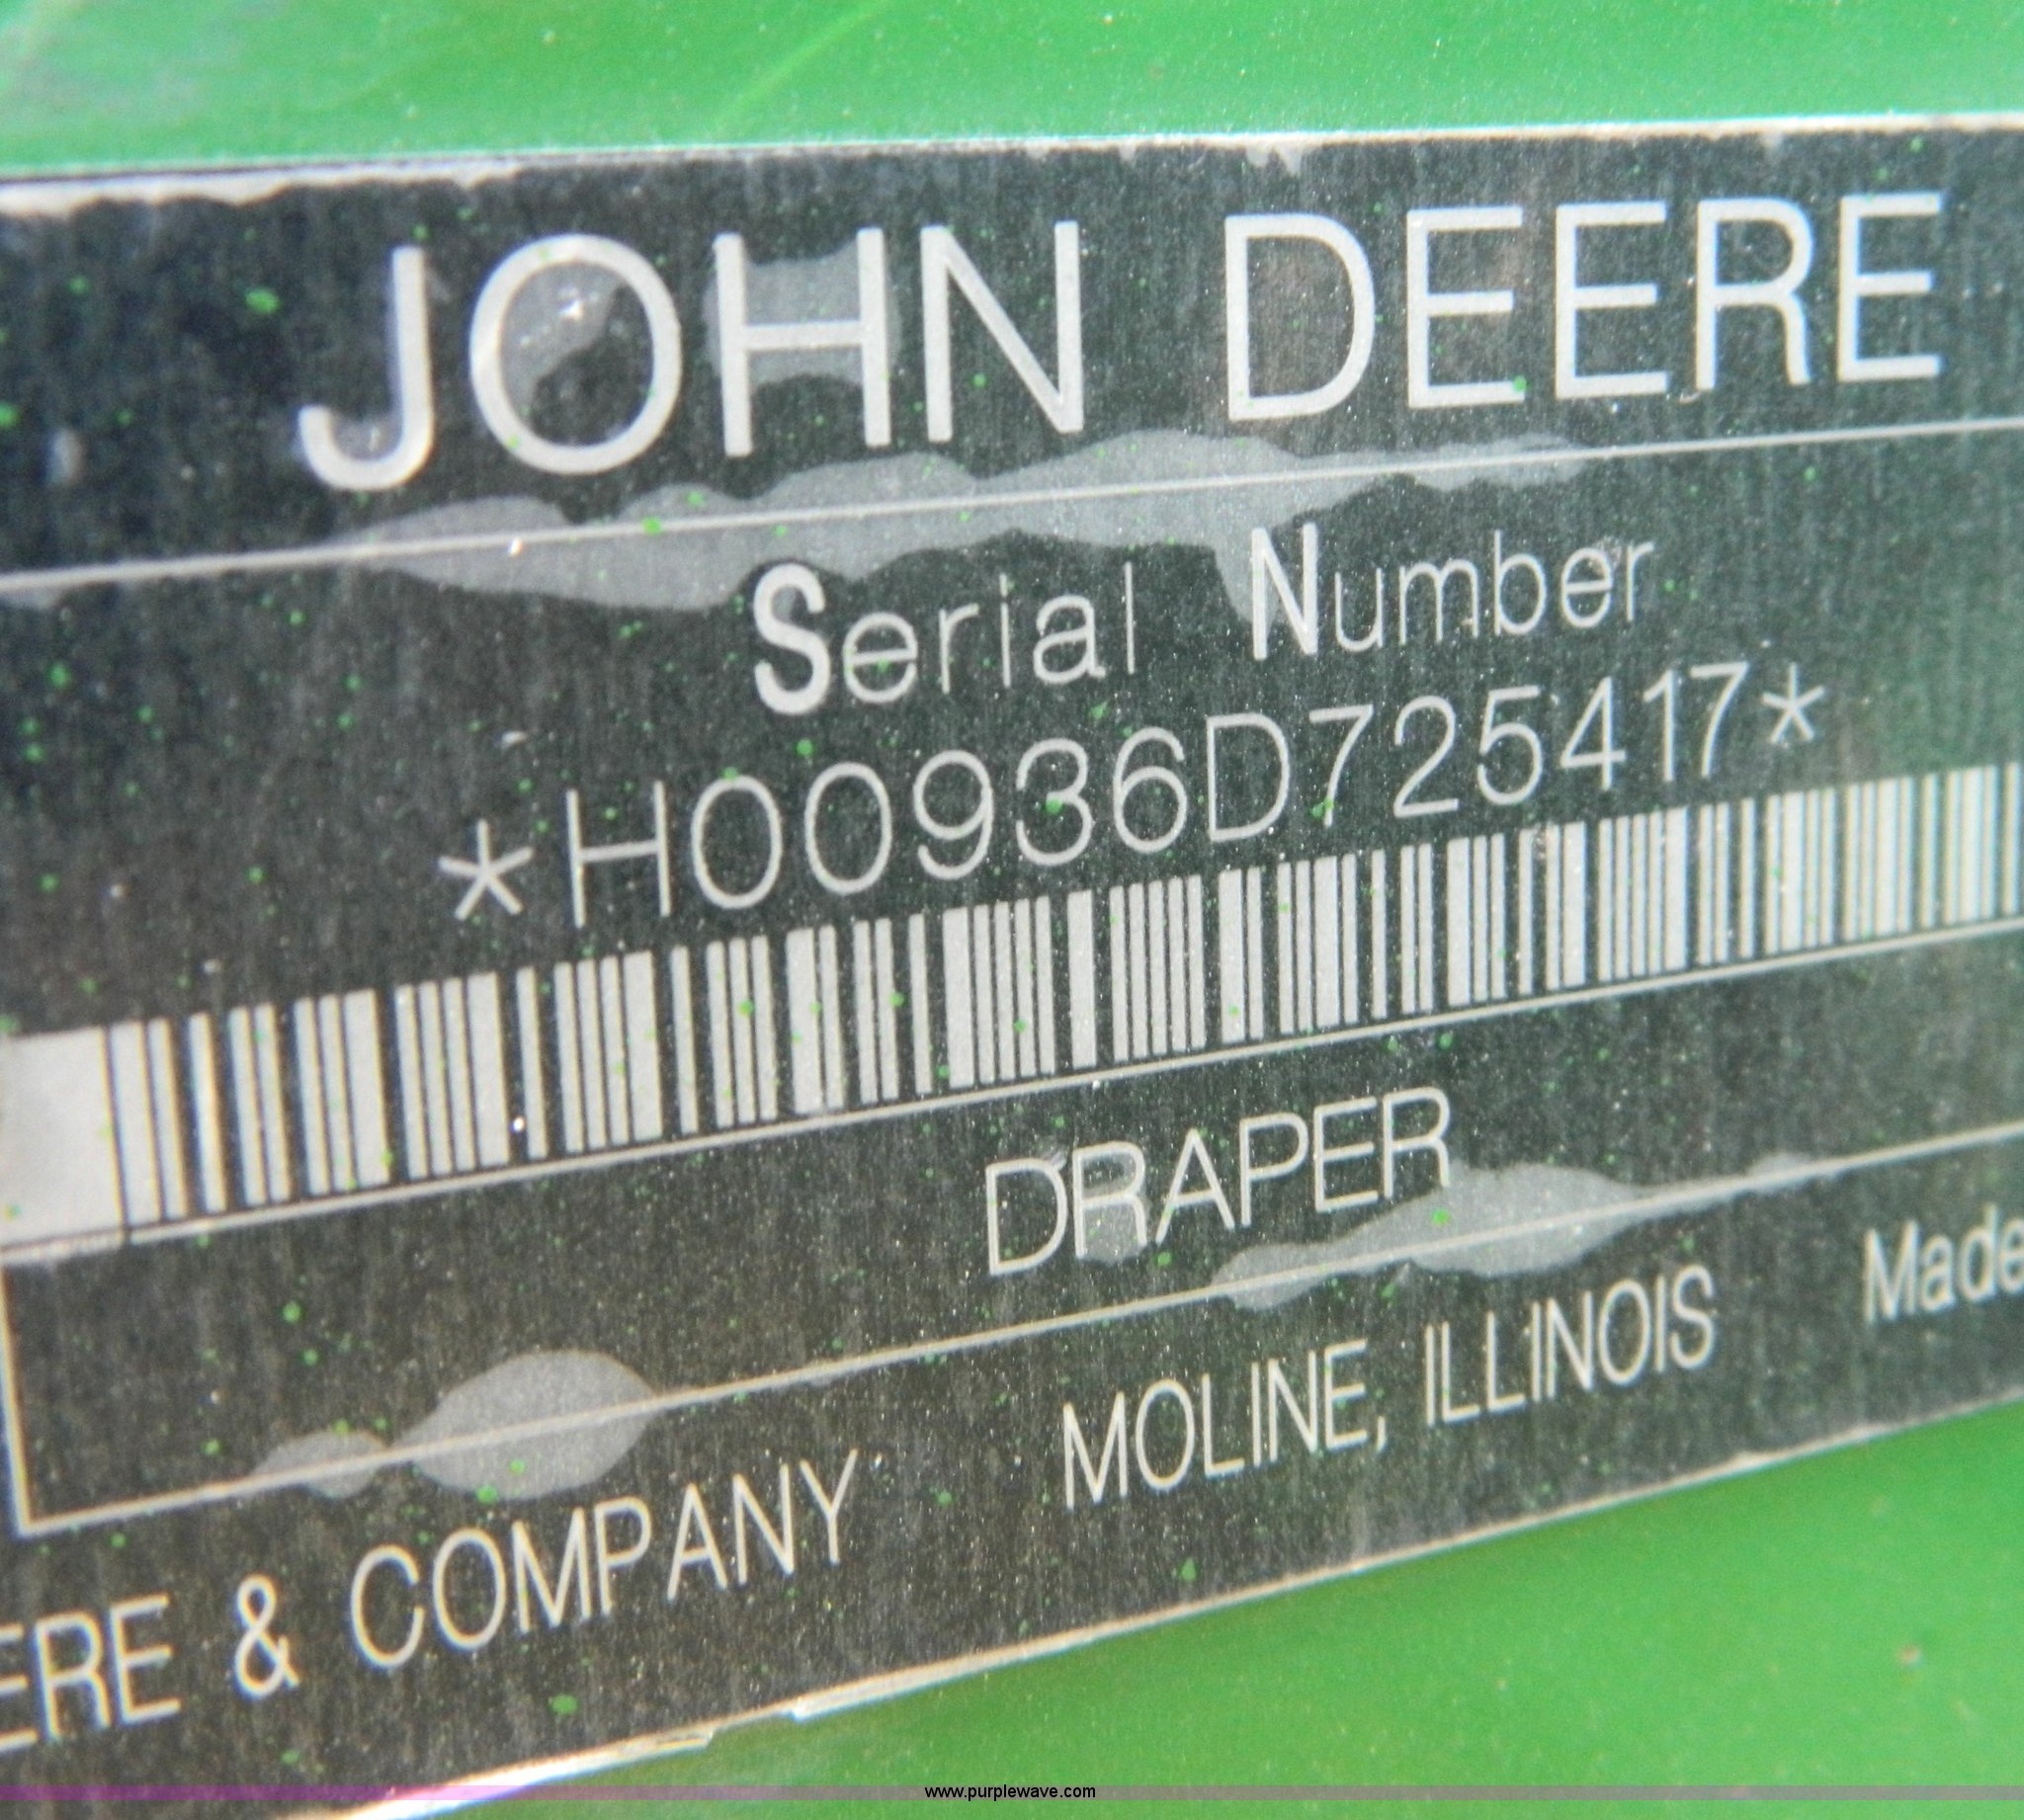 JOHN DEERE
Serial Number
*H00936D725417*
DRAPER
ERE & COMPANY MOLINE, ILLINOIS Made
www.purplewave.com